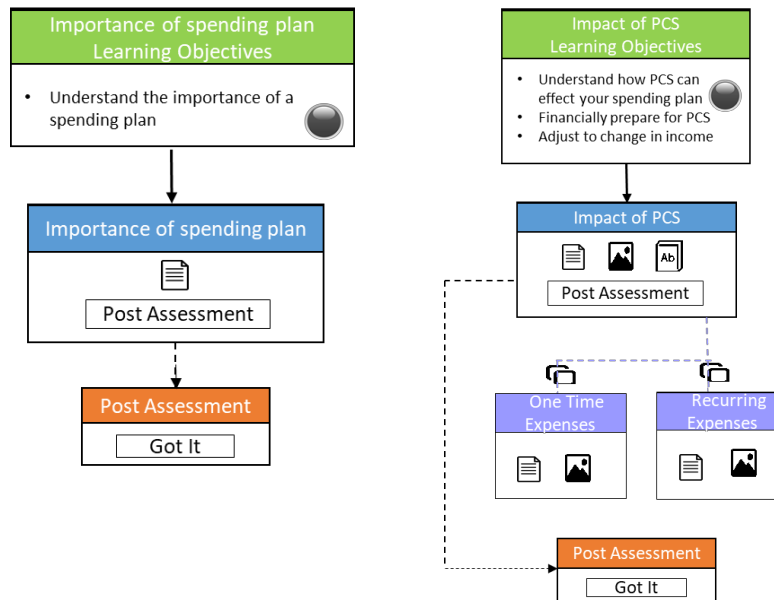 Importance of spending plan
Learning Objectives
• Understand the importance of a
spending plan
Importance of spending plan
Post Assessment
Post Assessment
Got It
Impact of PCS
Learning Objectives
• Understand how PCS can
effect your spending plan
• Financially prepare for PCS
• Adjust to change in income
Impact of PCS
Ab
Post Assessment
One Time
Expenses
Recurring
Expenses
Post Assessment
Got It